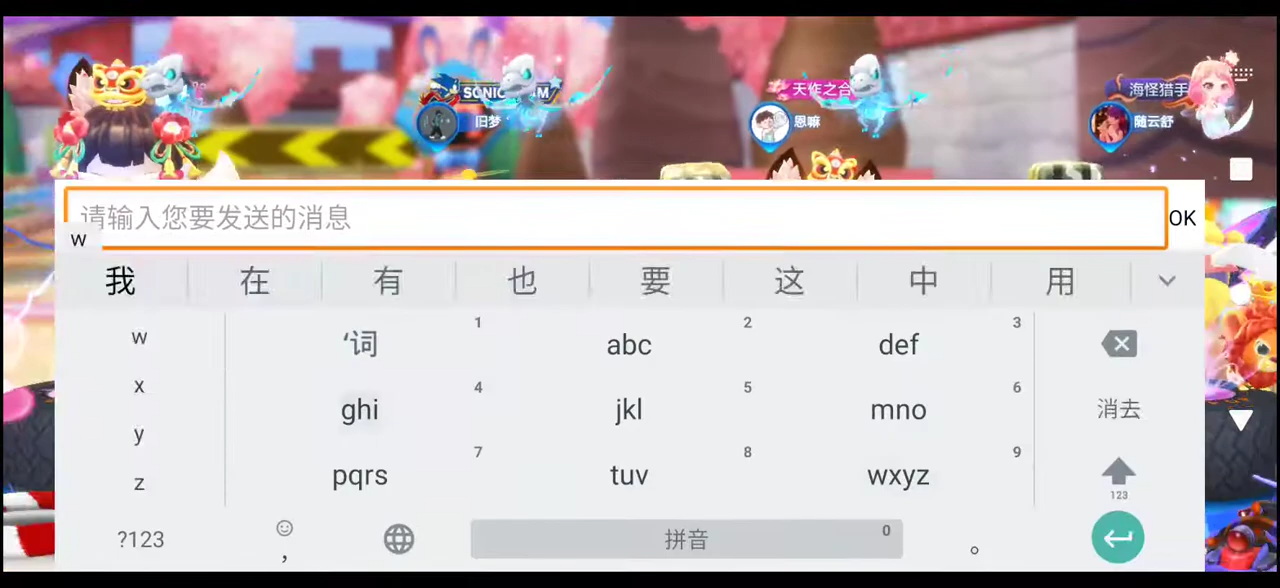 天作之合
海怪猎手
旧梦
恩嘛
随云舒
请输入您要发送的消息
OK
w
我 在 有 也 要 这 中 用
w
x
y
z
‘词 1
abc 2
def 3
ghi 4
jkl 5
mno 6
消去
pqrs 7
tuv 8
wxyz 9
123
?123
,
拼音 0
。